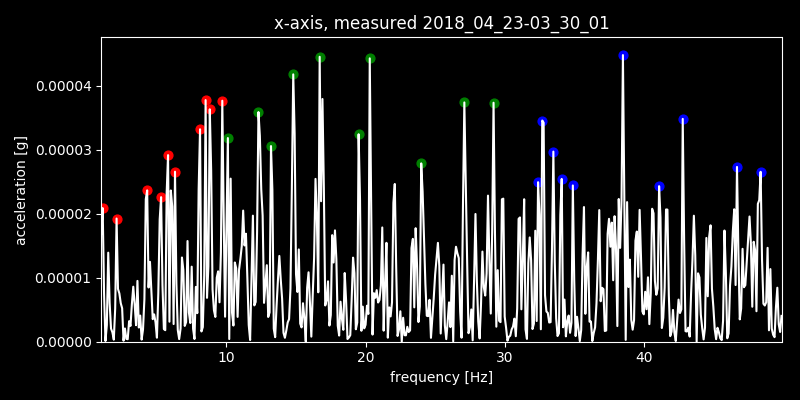 x-axis, measured 2018_04_23-03_30_01
acceleration [g]
0.00004
0.00003
0.00002
0.00001
0.00000
10 20 30 40
frequency [Hz]